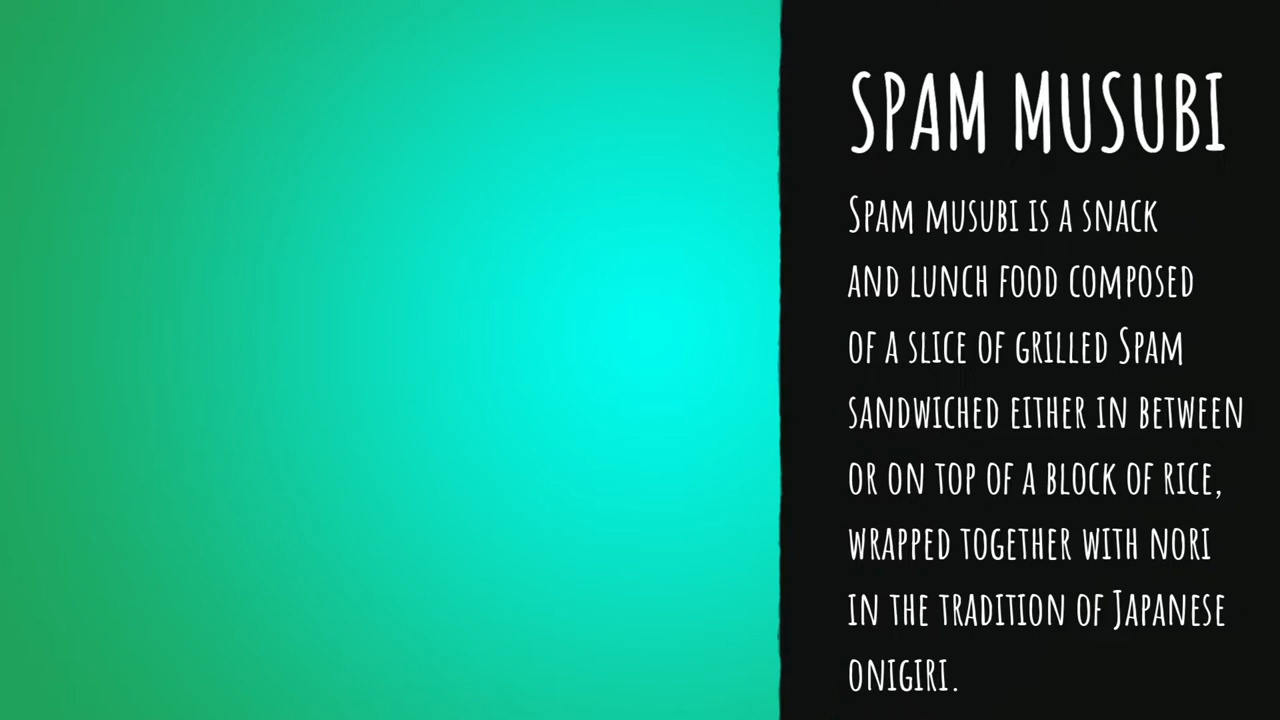 SPAM MUSUBI
Spam musubi is a snack
and lunch food composed
of a slice of grilled Spam
sandwiched either in between
or on top of a block of rice,
wrapped together with nori
in the tradition of Japanese
onigiri.